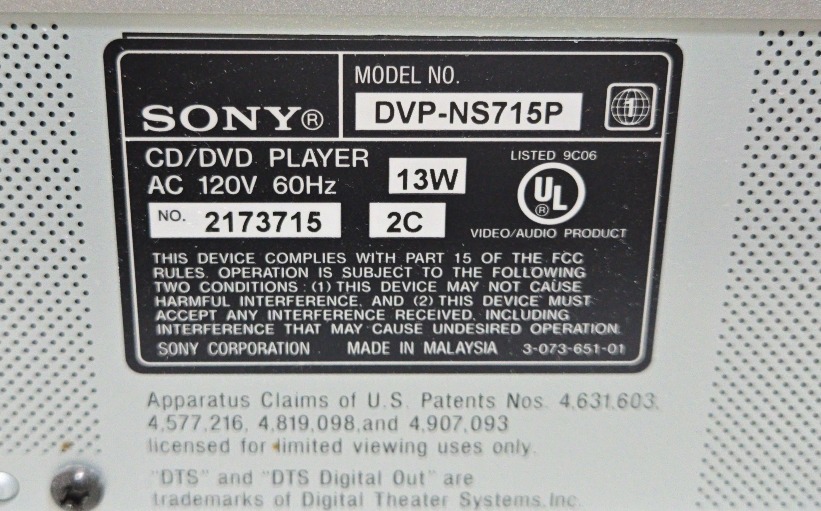 SONY®
MODEL NO.
DVP-NS715P
1
CD/DVD PLAYER
AC 120V 60Hz
13W
LISTED 9C06
UL
®
VIDEO/AUDIO PRODUCT
NO. 2173715
2C
THIS DEVICE COMPLIES WITH PART 15 OF THE FCC
RULES. OPERATION IS SUBJECT TO THE FOLLOWING
TWO CONDITIONS : (1) THIS DEVICE MAY NOT CAUSE
HARMFUL INTERFERENCE, AND (2) THIS DEVICE MUST
ACCEPT ANY INTERFERENCE RECEIVED, INCLUDING
INTERFERENCE THAT MAY CAUSE UNDESIRED OPERATION.
SONY CORPORATION MADE IN MALAYSIA 3-073-651-01
Apparatus Claims of U.S. Patents Nos. 4,631,603,
4,577,216, 4,819,098,and 4,907,093
licensed for limited viewing uses only.
"DTS" and "DTS Digital Out" are
trademarks of Digital Theater Systems,Inc.